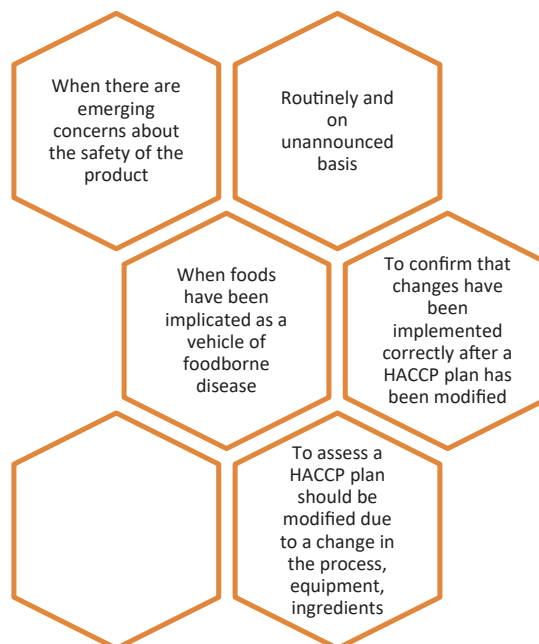 When there are
emerging
concerns about
the safety of the
product
Routinely and
on
unannounced
basis
When foods
have been
implicated as a
vehicle of
foodborne
disease
To confirm that
changes have
been
implemented
correctly after a
HACCP plan has
been modified
To assess a
HACCP plan
should be
modified due
to a change in
the process,
equipment,
ingredients